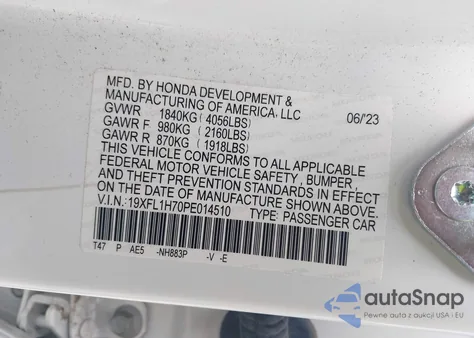 MFD. BY HONDA DEVELOPMENT &
MANUFACTURING OF AMERICA, LLC
06/'23
GVWR 1840KG ( 4056LBS)
GAWR F 980KG ( 2160LBS)
GAWR R 870KG ( 1918LBS)
THIS VEHICLE CONFORMS TO ALL APPLICABLE
FEDERAL MOTOR VEHICLE SAFETY , BUMPER ,
AND THEFT PREVENTION STANDARDS IN EFFECT
ON THE DATE OF MANUFACTURE SHOWN ABOVE.
V.I.N.:19XFL1H70PE014510 TYPE: PASSENGER CAR
T47 P AE5 -NH883P -V -E
autoSnap
Pewne auta z aukcji USA i EU